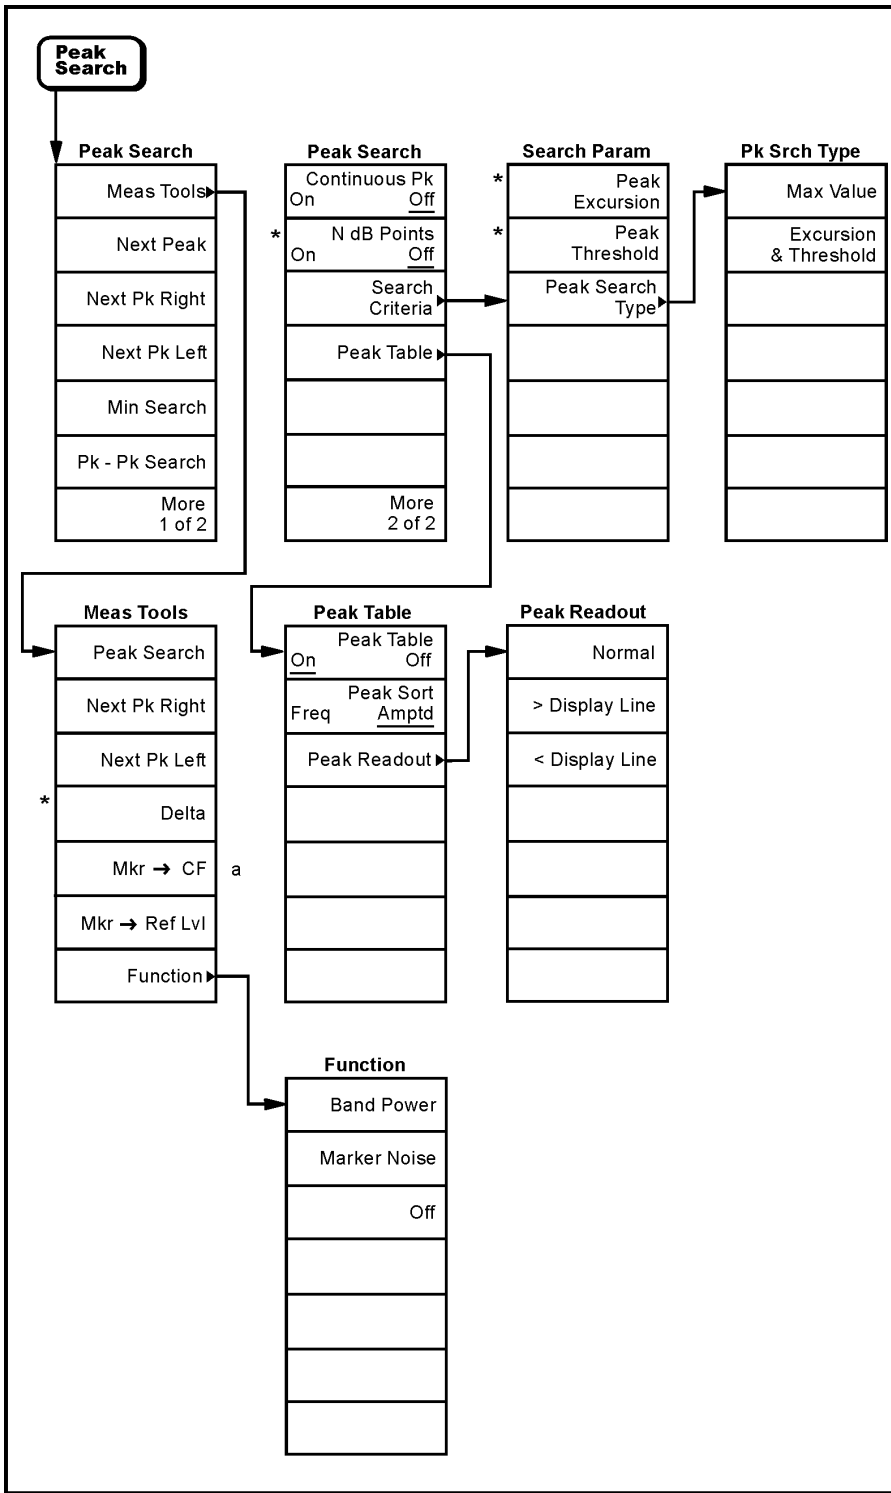 Peak
Search
Peak Search
Meas Tools
Next Peak
Next Pk Right
Next Pk Left
Min Search
Pk - Pk Search
More
1 of 2
Peak Search
Continuous Pk
On Off
* N dB Points
On Off
Search
Criteria
Peak Table
More
2 of 2
Search Param
* Peak
Excursion
* Peak
Threshold
Peak Search
Type
Pk Srch Type
Max Value
Excursion
& Threshold
Meas Tools
Peak Search
Next Pk Right
Next Pk Left
* Delta
Mkr → CF a
Mkr → Ref Lvl
Function
Peak Table
Peak Table
On Off
Peak Sort
Freq Amptd
Peak Readout
Peak Readout
Normal
> Display Line
< Display Line
Function
Band Power
Marker Noise
Off